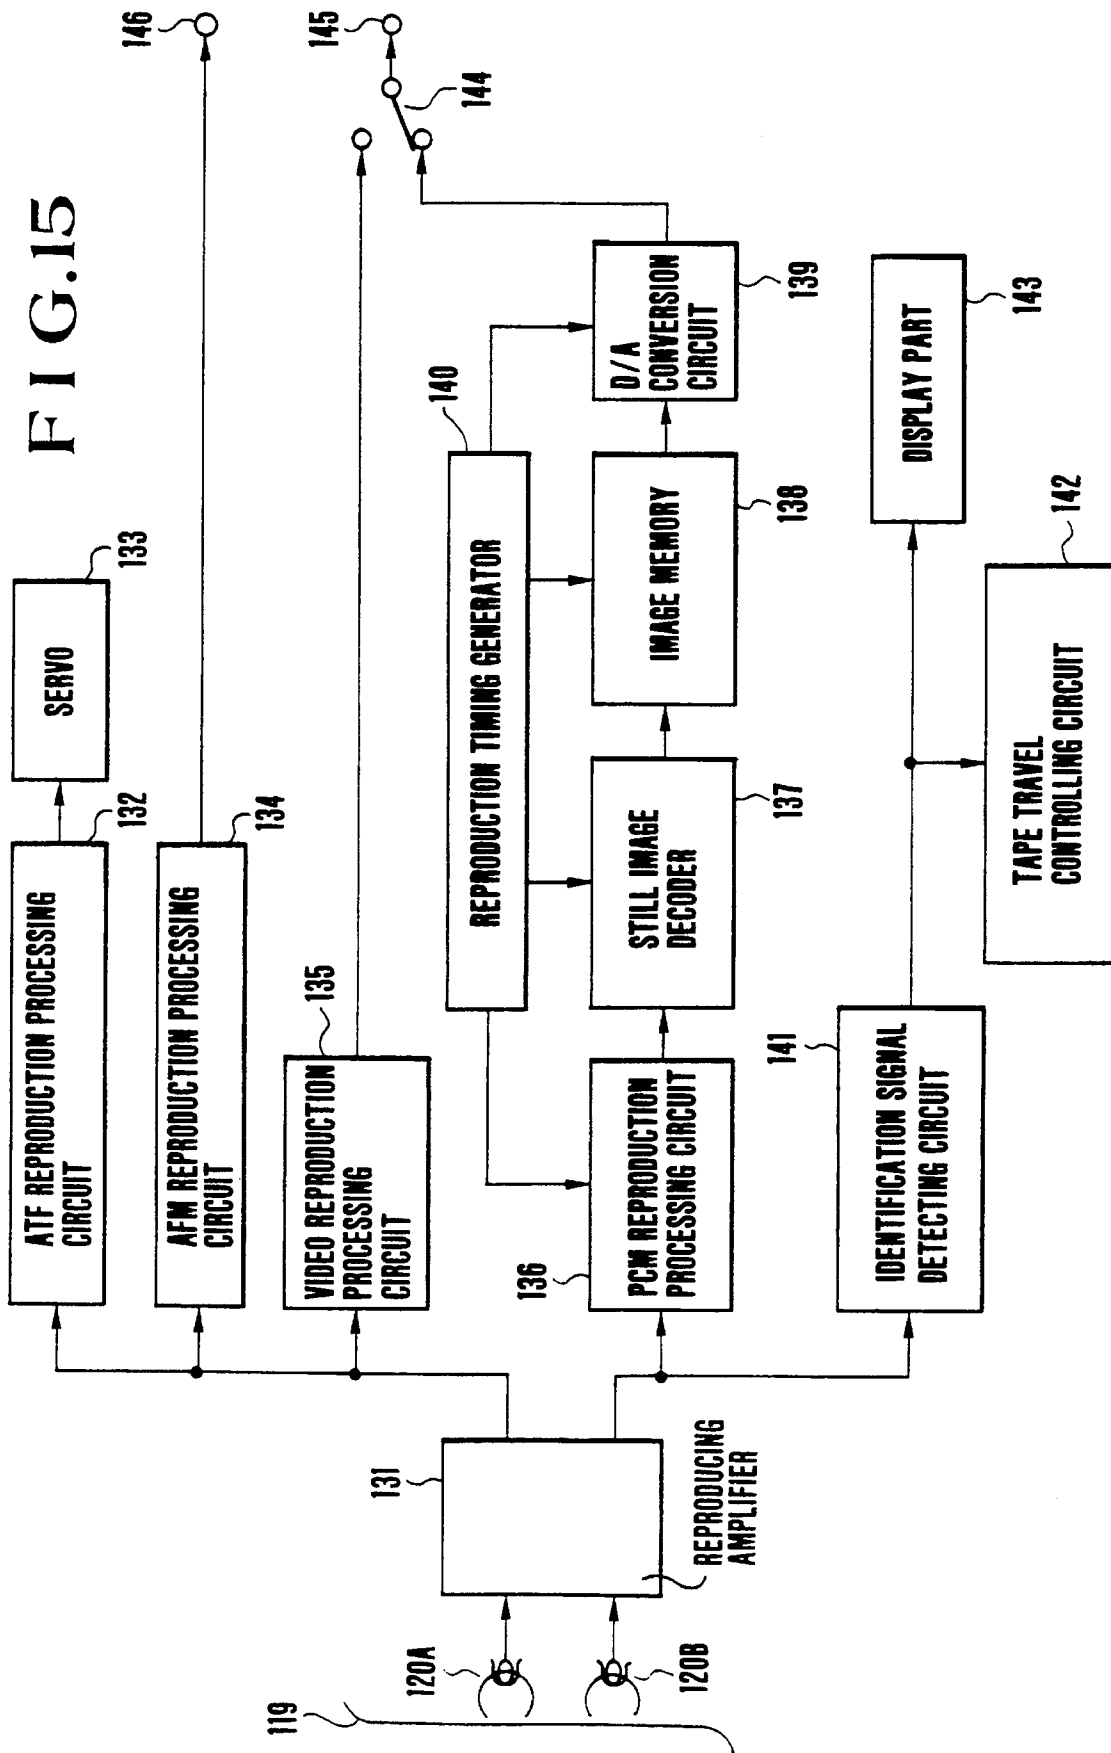 FIG.15
119
120A
120B
131
REPRODUCING
AMPLIFIER
ATF REPRODUCTION PROCESSING
CIRCUIT
132
SERVO
133
AFM REPRODUCTION PROCESSING
CIRCUIT
134
146
VIDEO REPRODUCTION
PROCESSING
CIRCUIT
135
144
145
REPRODUCTION TIMING GENERATOR
140
PCM REPRODUCTION
PROCESSING CIRCUIT
136
STILL IMAGE
DECODER
137
IMAGE MEMORY
138
D/A
CONVERSION
CIRCUIT
139
IDENTIFICATION SIGNAL
DETECTING CIRCUIT
141
DISPLAY PART
143
TAPE TRAVEL
CONTROLLING CIRCUIT
142